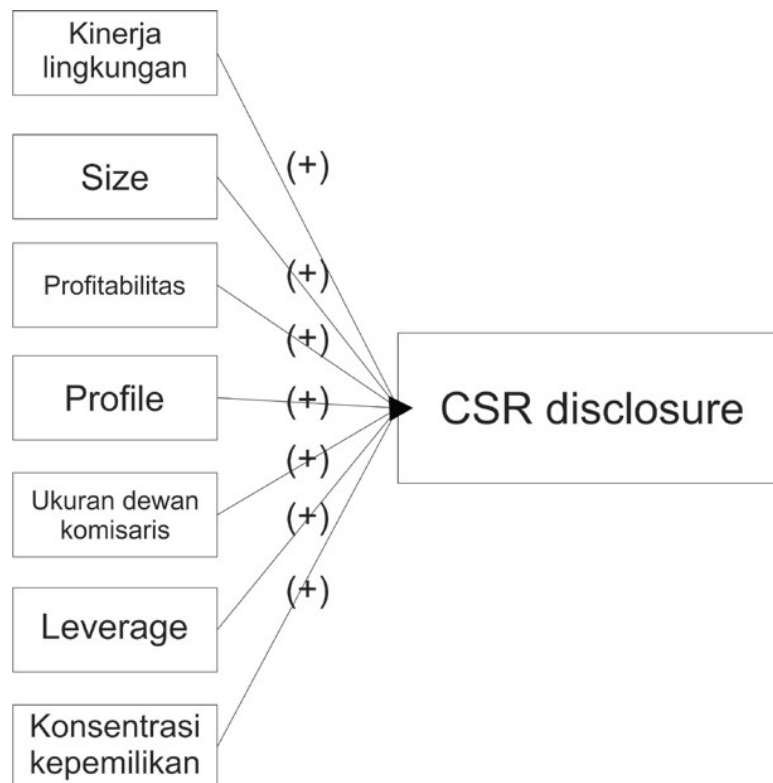 Kinerja
lingkungan
(+)
Size
(+)
Profitabilitas
(+)
Profile
(+)
CSR disclosure
(+)
Ukuran dewan
komisaris
(+)
Leverage
(+)
Konsentrasi
kepemilikan